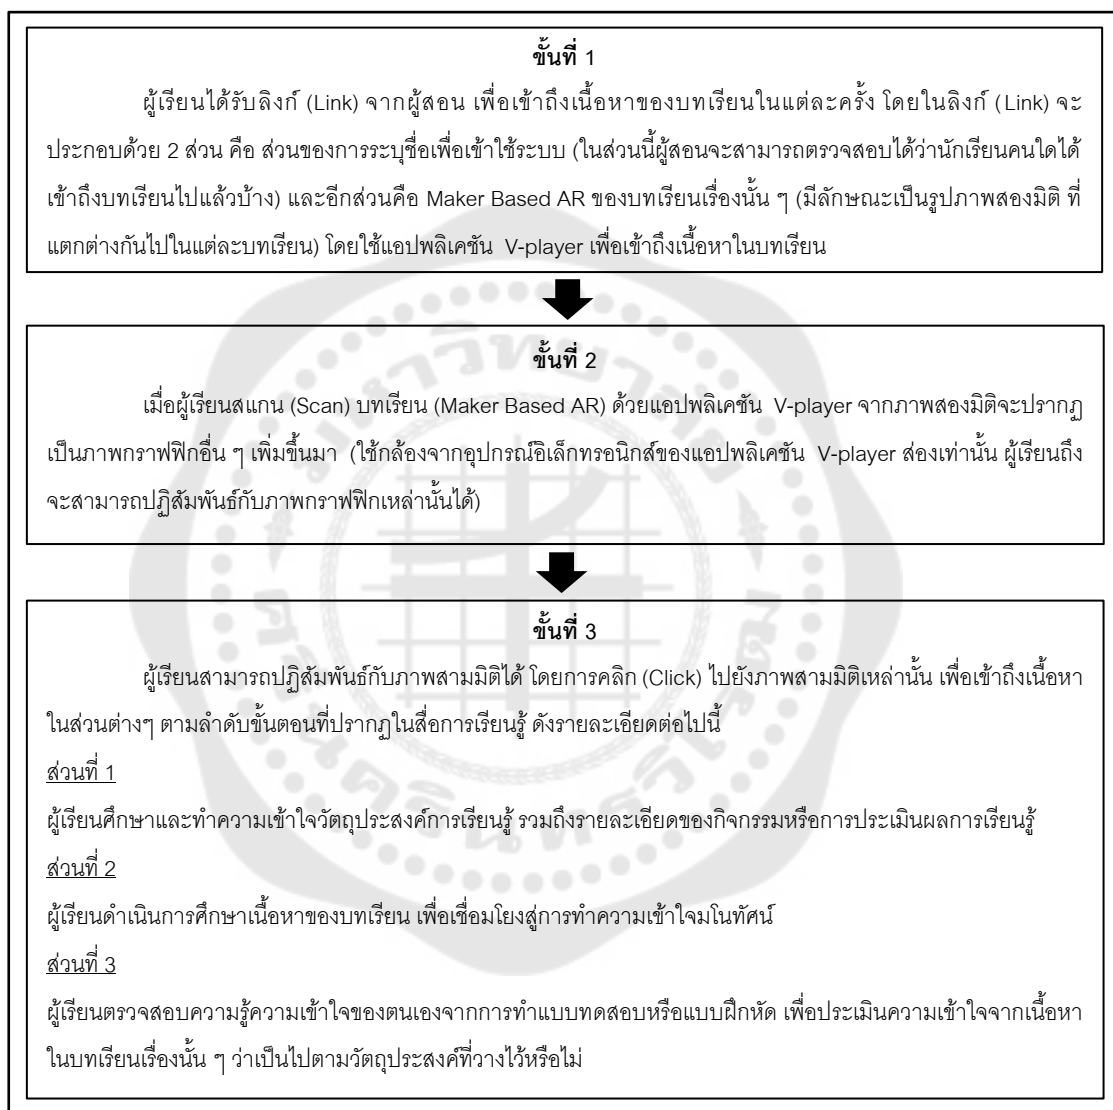 ขั้นที่ 1
ผู้เรียนได้รับลิงก์ (Link) จากผู้สอน เพื่อเข้าถึงเนื้อหาของบทเรียนในแต่ละครั้ง โดยในลิงก์ (Link) จะ
ประกอบด้วย 2 ส่วน คือ ส่วนของการระบุชื่อเพื่อเข้าใช้ระบบ (ในส่วนนี้ผู้สอนจะสามารถตรวจสอบได้ว่านักเรียนคนใดได้
เข้าถึงบทเรียนไปแล้วบ้าง) และอีกส่วนคือ Maker Based AR ของบทเรียนเรื่องนั้น ๆ (มีลักษณะเป็นรูปภาพสองมิติ ที่
แตกต่างกันไปในแต่ละบทเรียน) โดยใช้แอปพลิเคชัน V-player เพื่อเข้าถึงเนื้อหาในบทเรียน
ขั้นที่ 2
เมื่อผู้เรียนสแกน (Scan) บทเรียน (Maker Based AR) ด้วยแอปพลิเคชัน V-player จากภาพสองมิติจะปรากฏ
เป็นภาพกราฟฟิกอื่น ๆ เพิ่มขึ้นมา (ใช้กล้องจากอุปกรณ์อิเล็กทรอนิกส์ของแอปพลิเคชัน V-player ส่องเท่านั้น ผู้เรียนถึง
จะสามารถปฏิสัมพันธ์กับภาพกราฟฟิกเหล่านั้นได้)
ขั้นที่ 3
ผู้เรียนสามารถปฏิสัมพันธ์กับภาพสามมิติได้ โดยการคลิก (Click) ไปยังภาพสามมิติเหล่านั้น เพื่อเข้าถึงเนื้อหา
ในส่วนต่างๆ ตามลำดับขั้นตอนที่ปรากฏในสื่อการเรียนรู้ ดังรายละเอียดต่อไปนี้
ส่วนที่ 1
ผู้เรียนศึกษาและทำความเข้าใจวัตถุประสงค์การเรียนรู้ รวมถึงรายละเอียดของกิจกรรมหรือการประเมินผลการเรียนรู้
ส่วนที่ 2
ผู้เรียนดำเนินการศึกษาเนื้อหาของบทเรียน เพื่อเชื่อมโยงสู่การทำความเข้าใจมโนทัศน์
ส่วนที่ 3
ผู้เรียนตรวจสอบความรู้ความเข้าใจของตนเองจากการทำแบบทดสอบหรือแบบฝึกหัด เพื่อประเมินความเข้าใจจากเนื้อหา
ในบทเรียนเรื่องนั้น ๆ ว่าเป็นไปตามวัตถุประสงค์ที่วางไว้หรือไม่
มหาวิทยาลัย
ศรีนครินทรวิโรฒ